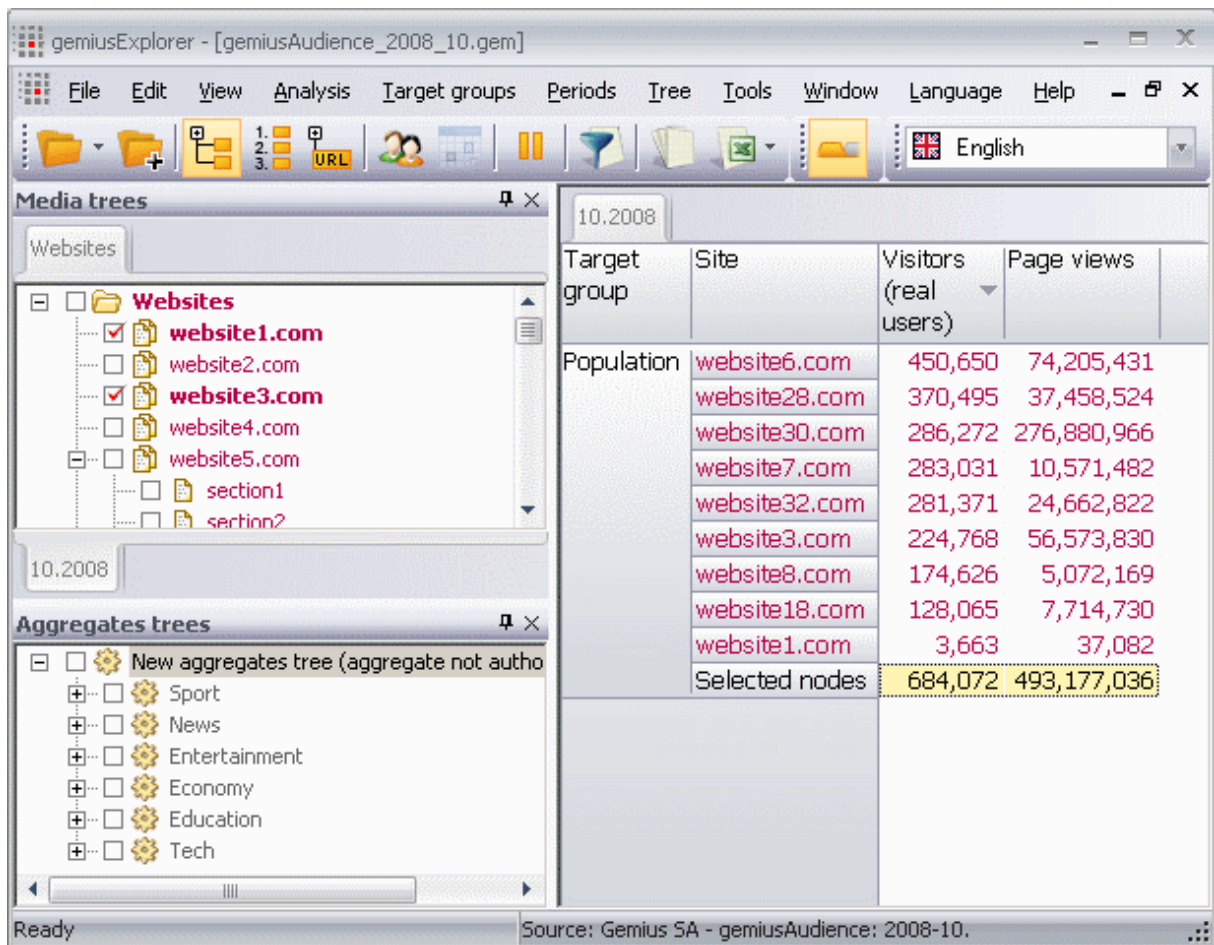 gemiusExplorer - [gemiusAudience_2008_10.gem]
File Edit View Analysis Target groups Periods Tree Tools Window Language Help
1.
2.
3.
URL
English
Media trees
Websites
Websites
website1.com
website2.com
website3.com
website4.com
website5.com
section1
section2
10.2008
Aggregates trees
New aggregates tree (aggregate not autho
Sport
News
Entertainment
Economy
Education
Tech
10.2008
Target group Site Visitors (real users) Page views
Population website6.com 450,650 74,205,431
website28.com 370,495 37,458,524
website30.com 286,272 276,880,966
website7.com 283,031 10,571,482
website32.com 281,371 24,662,822
website3.com 224,768 56,573,830
website8.com 174,626 5,072,169
website18.com 128,065 7,714,730
website1.com 3,663 37,082
Selected nodes 684,072 493,177,036
Ready
Source: Gemius SA - gemiusAudience: 2008-10.